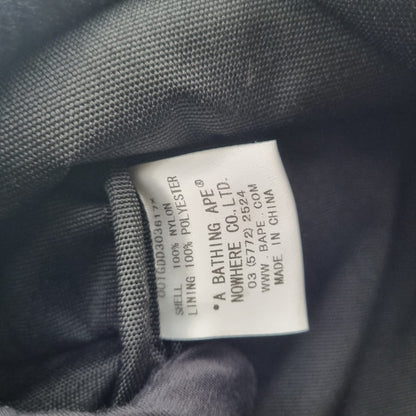 001GDD303617X
SHELL 100% NYLON
LINING 100% POLYESTER
*A BATHING APE®
NOWHERE CO. LTD.
03 (5772) 2524
WWW. BAPE. COM
MADE IN CHINA